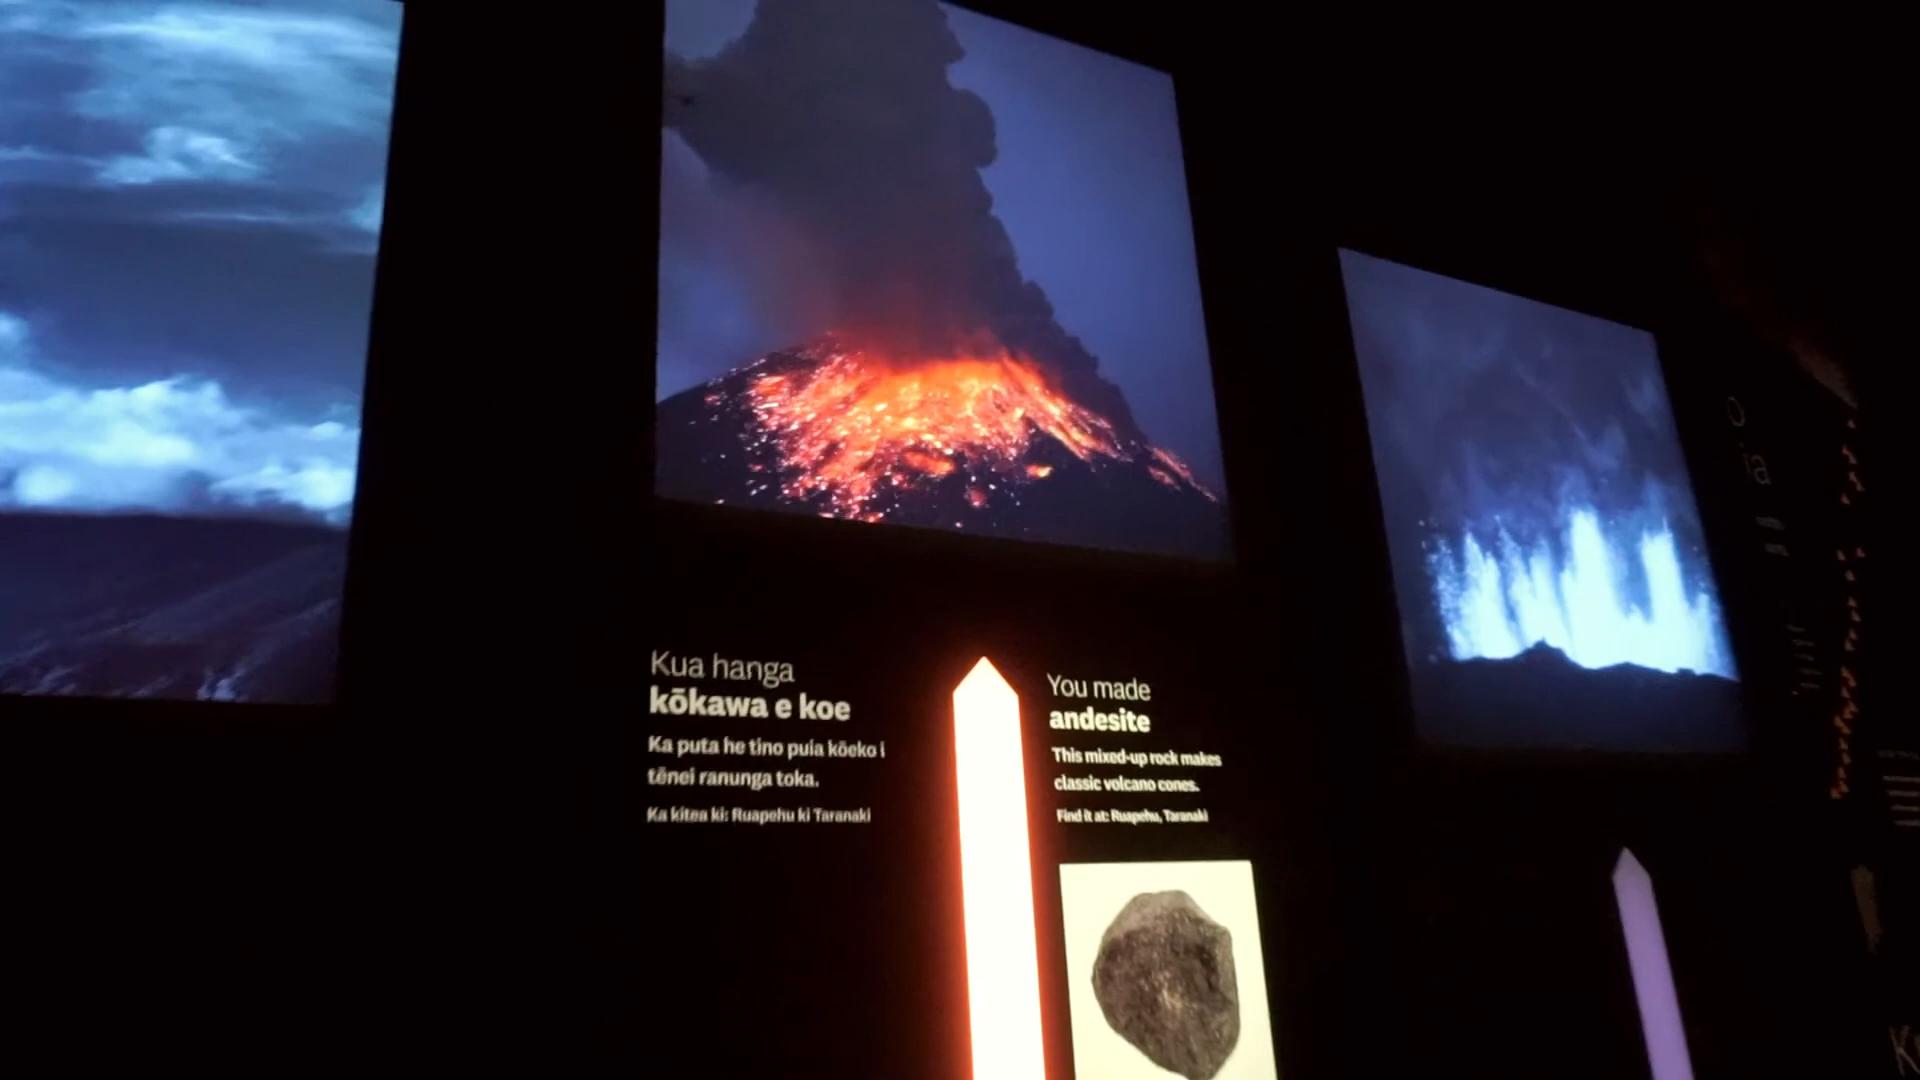 Kua hanga
kōkawa e koe
Ka puta he tino puia kōeko i
tēnei ranunga toka.
Ka kitea ki: Ruapehu ki Taranaki
You made
andesite
This mixed-up rock makes
classic volcano cones.
Find it at: Ruapehu, Taranaki